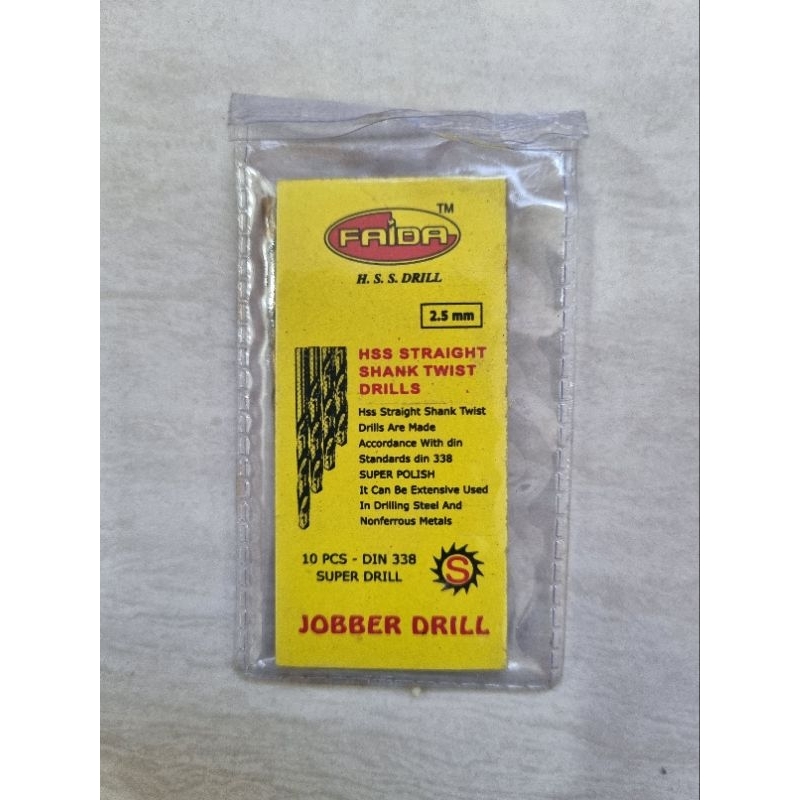 TM
FAIDA
H. S. S. DRILL
2.5 mm
HSS STRAIGHT
SHANK TWIST
DRILLS
Hss Straight Shank Twist
Drills Are Made
Accordance With din
Standards din 338
SUPER POLISH
It Can Be Extensive Used
In Drilling Steel And
Nonferrous Metals
10 PCS - DIN 338
SUPER DRILL
S
JOBBER DRILL